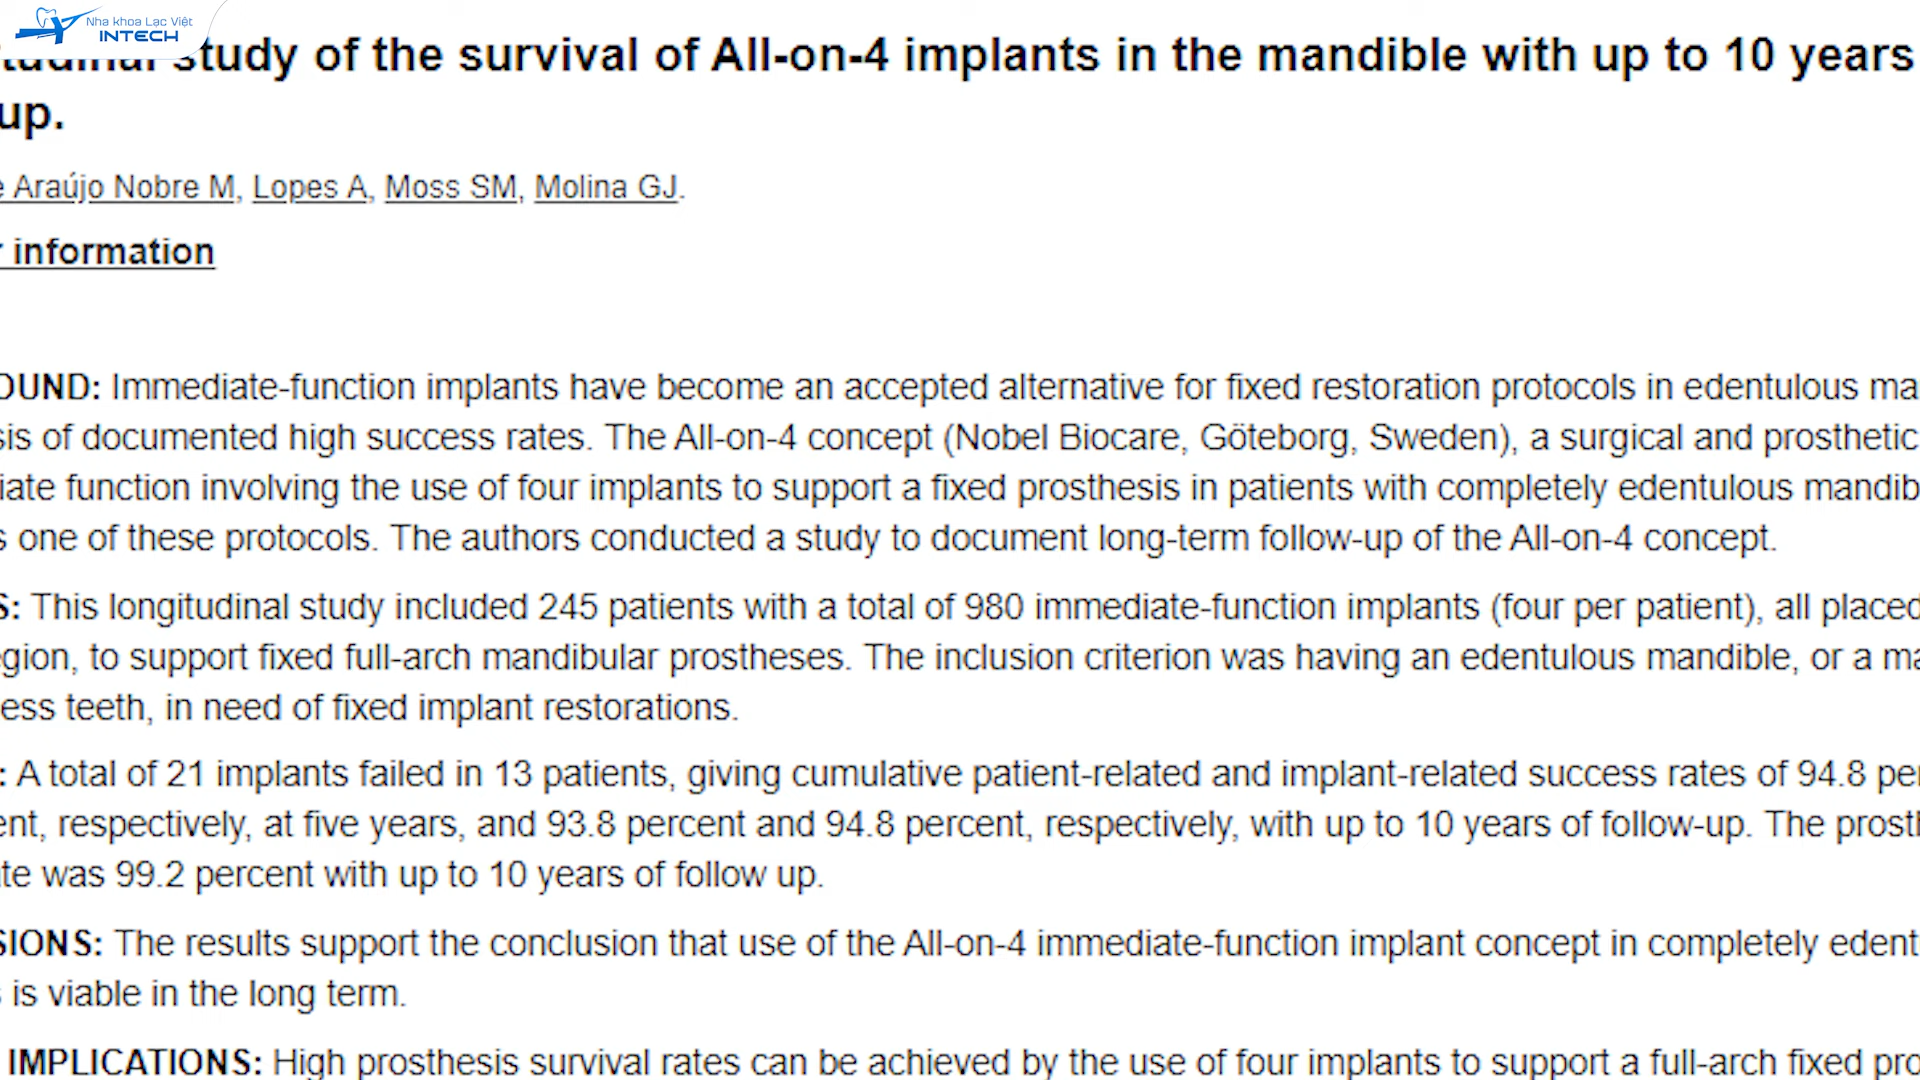 Nha khoa Lạc Việt
INTECH
study of the survival of All-on-4 implants in the mandible with up to 10 years
up.
Araújo Nobre M, Lopes A, Moss SM, Molina GJ.
information
OUND: Immediate-function implants have become an accepted alternative for fixed restoration protocols in edentulous ma
sis of documented high success rates. The All-on-4 concept (Nobel Biocare, Göteborg, Sweden), a surgical and prosthetic
iate function involving the use of four implants to support a fixed prosthesis in patients with completely edentulous mandib
s one of these protocols. The authors conducted a study to document long-term follow-up of the All-on-4 concept.
S: This longitudinal study included 245 patients with a total of 980 immediate-function implants (four per patient), all placed
egion, to support fixed full-arch mandibular prostheses. The inclusion criterion was having an edentulous mandible, or a ma
ess teeth, in need of fixed implant restorations.
: A total of 21 implants failed in 13 patients, giving cumulative patient-related and implant-related success rates of 94.8 per
ent, respectively, at five years, and 93.8 percent and 94.8 percent, respectively, with up to 10 years of follow-up. The prosth
te was 99.2 percent with up to 10 years of follow up.
SIONS: The results support the conclusion that use of the All-on-4 immediate-function implant concept in completely edent
is viable in the long term.
IMPLICATIONS: High prosthesis survival rates can be achieved by the use of four implants to support a full-arch fixed pro